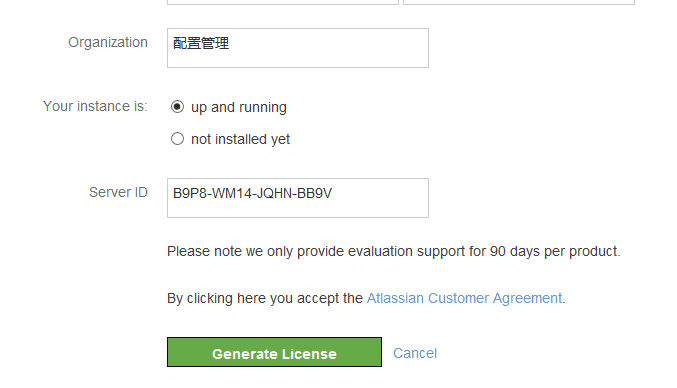 Organization 配置管理
Your instance is: up and running
not installed yet
Server ID B9P8-WM14-JQHN-BB9V
Please note we only provide evaluation support for 90 days per product.
By clicking here you accept the Atlassian Customer Agreement.
Generate License Cancel